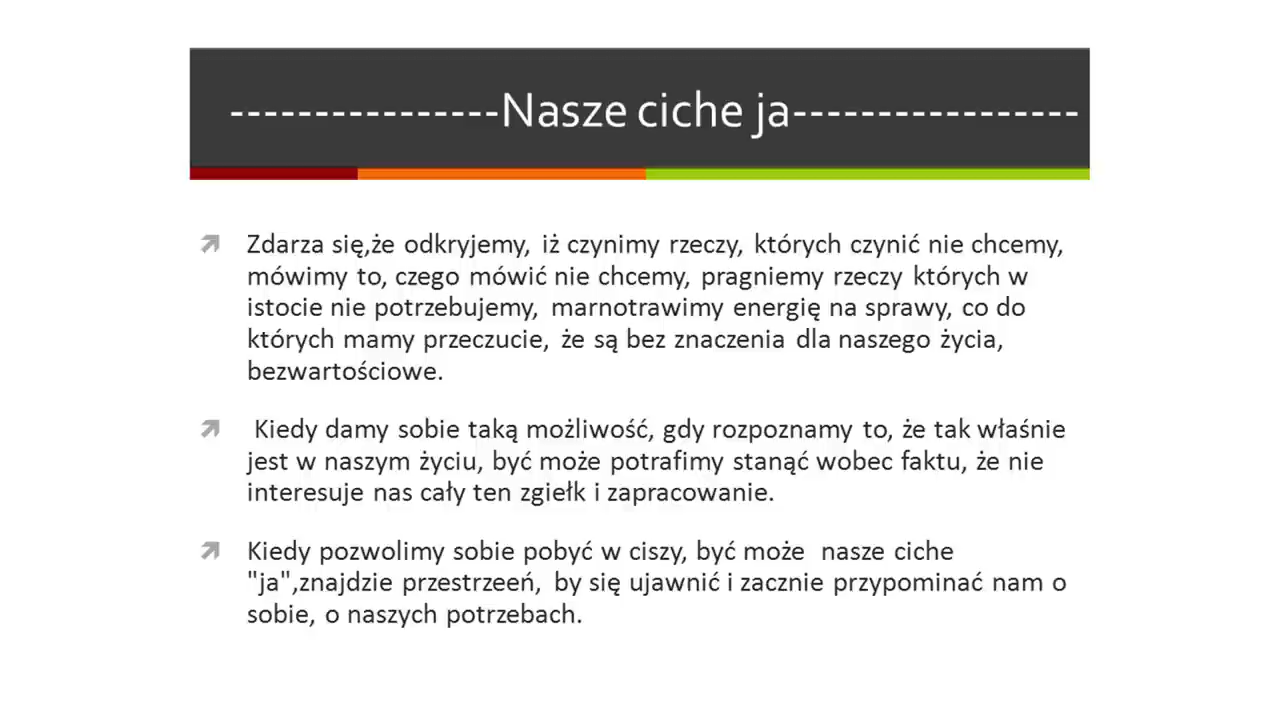 ----------------Nasze ciche ja-----------------
Zdarza się,że odkryjemy, iż czynimy rzeczy, których czynić nie chcemy,
mówimy to, czego mówić nie chcemy, pragniemy rzeczy których w
istocie nie potrzebujemy, marnotrawimy energię na sprawy, co do
których mamy przeczucie, że są bez znaczenia dla naszego życia,
bezwartościowe.
Kiedy damy sobie taką możliwość, gdy rozpoznamy to, że tak właśnie
jest w naszym życiu, być może potrafimy stanąć wobec faktu, że nie
interesuje nas cały ten zgiełk i zapracowanie.
Kiedy pozwolimy sobie pobyć w ciszy, być może nasze ciche
"ja",znajdzie przestrzeeń, by się ujawnić i zacznie przypominać nam o
sobie, o naszych potrzebach.